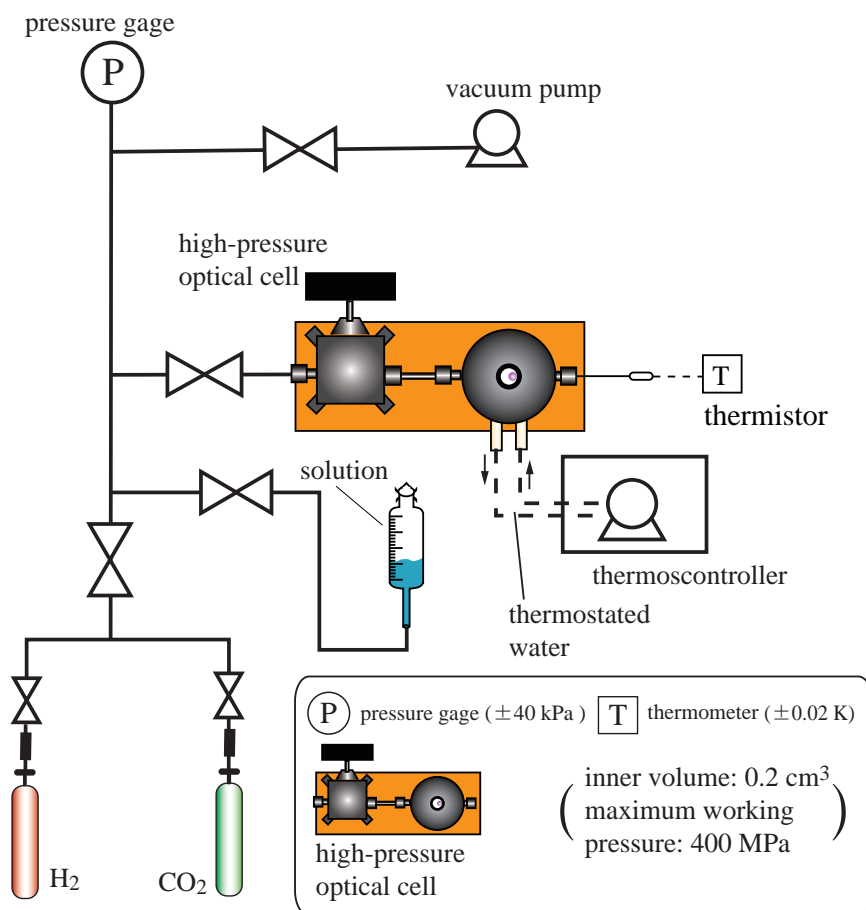 pressure gage
P
vacuum pump
high-pressure
optical cell
T
thermistor
solution
thermoscontroller
thermostated
water
H2
CO2
P pressure gage (±40 kPa) T thermometer (±0.02 K)
inner volume: 0.2 cm3
maximum working
pressure: 400 MPa
high-pressure
optical cell